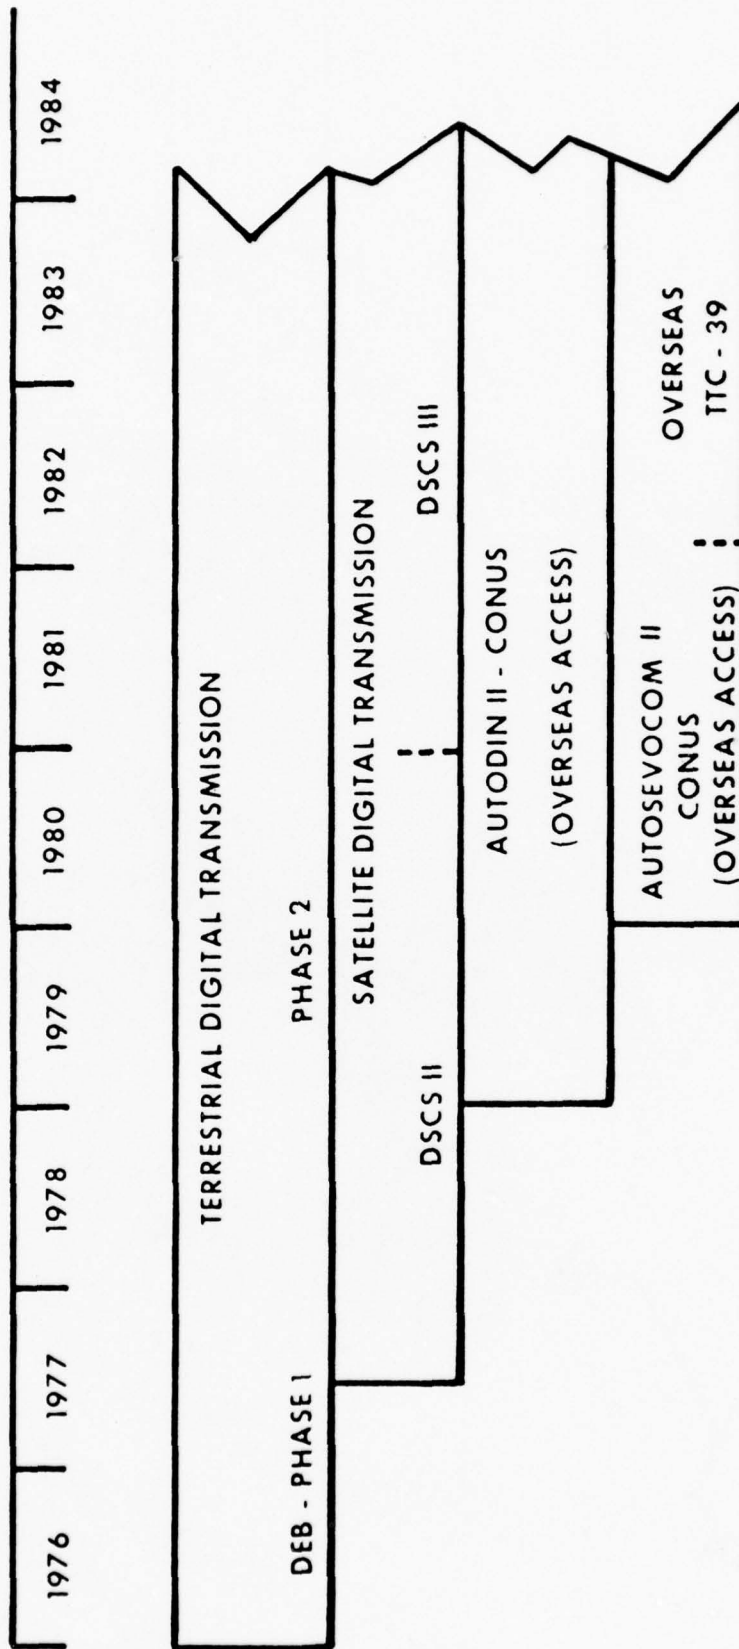 1976 1977 1978 1979 1980 1981 1982 1983 1984
TERRESTRIAL DIGITAL TRANSMISSION
DEB - PHASE 1 PHASE 2
SATELLITE DIGITAL TRANSMISSION
DSCS II DSCS III
AUTODIN II - CONUS
(OVERSEAS ACCESS)
AUTOSEVOCOM II
CONUS
(OVERSEAS ACCESS)
OVERSEAS
TTC - 39